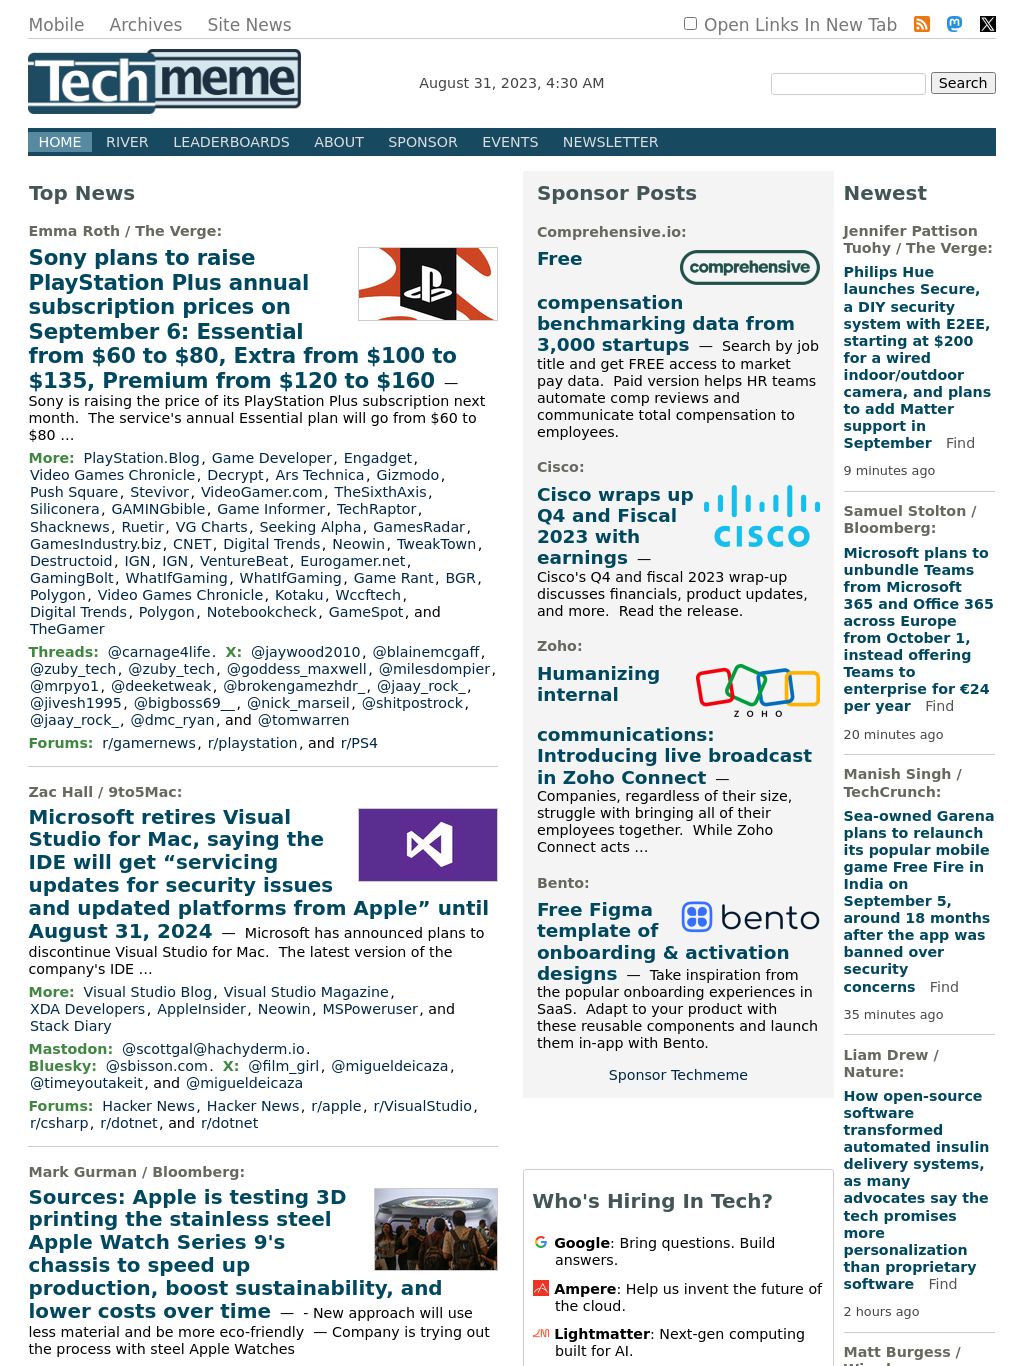 Mobile Archives Site News
Open Links In New Tab
Tech meme
August 31, 2023, 4:30 AM
Search
HOME RIVER LEADERBOARDS ABOUT SPONSOR EVENTS NEWSLETTER
Top News
Emma Roth / The Verge:
Sony plans to raise
PlayStation Plus annual
subscription prices on
September 6: Essential
from $60 to $80, Extra from $100 to
$135, Premium from $120 to $160 —
Sony is raising the price of its PlayStation Plus subscription next
month. The service's annual Essential plan will go from $60 to
$80 …
More: PlayStation.Blog, Game Developer, Engadget,
Video Games Chronicle, Decrypt, Ars Technica, Gizmodo,
Push Square, Stevivor, VideoGamer.com, TheSixthAxis,
Siliconera, GAMINGbible, Game Informer, TechRaptor,
Shacknews, Ruetir, VG Charts, Seeking Alpha, GamesRadar,
GamesIndustry.biz, CNET, Digital Trends, Neowin, TweakTown,
Destructoid, IGN, IGN, VentureBeat, Eurogamer.net,
GamingBolt, WhatIfGaming, WhatIfGaming, Game Rant, BGR,
Polygon, Video Games Chronicle, Kotaku, Wccftech,
Digital Trends, Polygon, Notebookcheck, GameSpot, and
TheGamer
Threads: @carnage4life. X: @jaywood2010, @blainemcgaff,
@zuby_tech, @zuby_tech, @goddess_maxwell, @milesdompier,
@mrpyo1, @deeketweak, @brokengamezhdr_, @jaay_rock_,
@jivesh1995, @bigboss69__, @nick_marseil, @shitpostrock,
@jaay_rock_, @dmc_ryan, and @tomwarren
Forums: r/gamernews, r/playstation, and r/PS4
Zac Hall / 9to5Mac:
Microsoft retires Visual
Studio for Mac, saying the
IDE will get “servicing
updates for security issues
and updated platforms from Apple” until
August 31, 2024 — Microsoft has announced plans to
discontinue Visual Studio for Mac. The latest version of the
company's IDE …
More: Visual Studio Blog, Visual Studio Magazine,
XDA Developers, AppleInsider, Neowin, MSPoweruser, and
Stack Diary
Mastodon: @scottgal@hachyderm.io.
Bluesky: @sbisson.com. X: @film_girl, @migueldeicaza,
@timeyoutakeit, and @migueldeicaza
Forums: Hacker News, Hacker News, r/apple, r/VisualStudio,
r/csharp, r/dotnet, and r/dotnet
Mark Gurman / Bloomberg:
Sources: Apple is testing 3D
printing the stainless steel
Apple Watch Series 9's
chassis to speed up
production, boost sustainability, and
lower costs over time — - New approach will use
less material and be more eco-friendly — Company is trying out
the process with steel Apple Watches
Sponsor Posts
Comprehensive.io:
Free
comprehensive
compensation
benchmarking data from
3,000 startups — Search by job
title and get FREE access to market
pay data. Paid version helps HR teams
automate comp reviews and
communicate total compensation to
employees.
Cisco:
Cisco wraps up
Q4 and Fiscal
2023 with
earnings —
CISCO
Cisco's Q4 and fiscal 2023 wrap-up
discusses financials, product updates,
and more. Read the release.
Zoho:
Humanizing
internal
ZOHO
communications:
Introducing live broadcast
in Zoho Connect —
Companies, regardless of their size,
struggle with bringing all of their
employees together. While Zoho
Connect acts …
Bento:
Free Figma
template of
bento
onboarding & activation
designs — Take inspiration from
the popular onboarding experiences in
SaaS. Adapt to your product with
these reusable components and launch
them in-app with Bento.
Sponsor Techmeme
Who's Hiring In Tech?
Google: Bring questions. Build
answers.
Ampere: Help us invent the future of
the cloud.
Lightmatter: Next-gen computing
built for AI.
Newest
Jennifer Pattison
Tuohy / The Verge:
Philips Hue
launches Secure,
a DIY security
system with E2EE,
starting at $200
for a wired
indoor/outdoor
camera, and plans
to add Matter
support in
September Find
9 minutes ago
Samuel Stolton /
Bloomberg:
Microsoft plans to
unbundle Teams
from Microsoft
365 and Office 365
across Europe
from October 1,
instead offering
Teams to
enterprise for €24
per year Find
20 minutes ago
Manish Singh /
TechCrunch:
Sea-owned Garena
plans to relaunch
its popular mobile
game Free Fire in
India on
September 5,
around 18 months
after the app was
banned over
security
concerns Find
35 minutes ago
Liam Drew /
Nature:
How open-source
software
transformed
automated insulin
delivery systems,
as many
advocates say the
tech promises
more
personalization
than proprietary
software Find
2 hours ago
Matt Burgess /